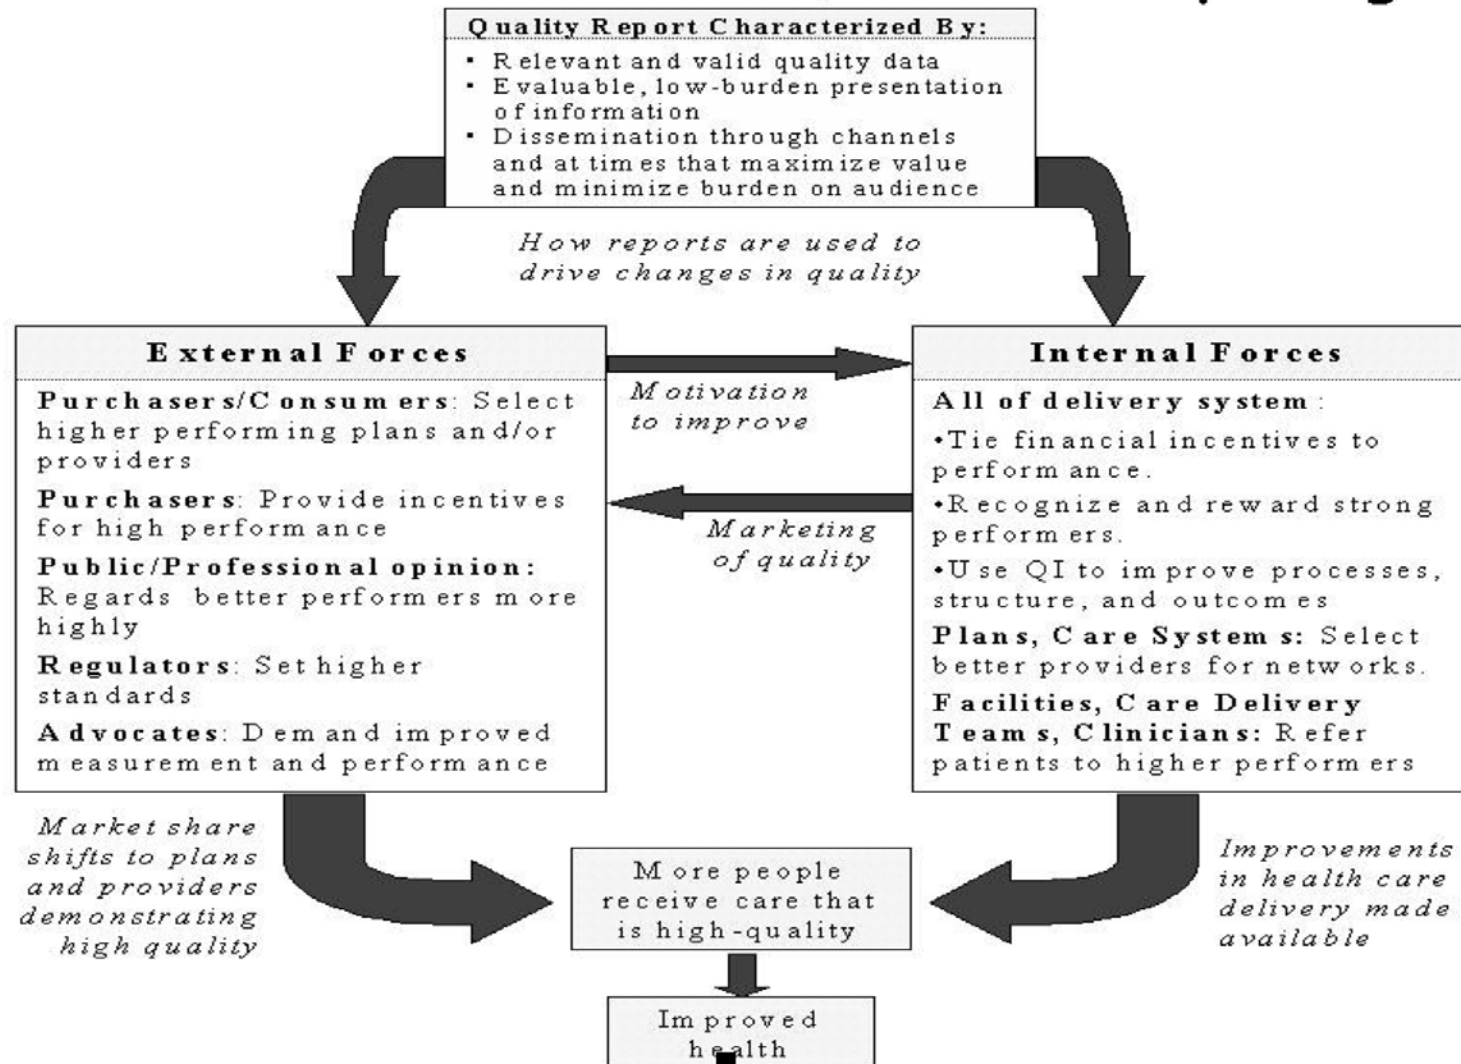 Quality Report Characterized By:
▪ Relevant and valid quality data
▪ Evaluable, low-burden presentation
of information
▪ Dissemination through channels
and at times that maximize value
and minimize burden on audience
How reports are used to
drive changes in quality
External Forces
Purchasers/Consumers: Select
higher performing plans and/or
providers
Purchasers: Provide incentives
for high performance
Public/Professional opinion:
Regards better performers more
highly
Regulators: Set higher
standards
Advocates: Demand improved
measurement and performance
Motivation
to improve
Marketing
of quality
Internal Forces
All of delivery system:
•Tie financial incentives to
performance.
•Recognize and reward strong
performers.
•Use QI to improve processes,
structure, and outcomes
Plans, Care Systems: Select
better providers for networks.
Facilities, Care Delivery
Teams, Clinicians: Refer
patients to higher performers
Market share
shifts to plans
and providers
demonstrating
high quality
More people
receive care that
is high-quality
Improvements
in health care
delivery made
available
Improved
health